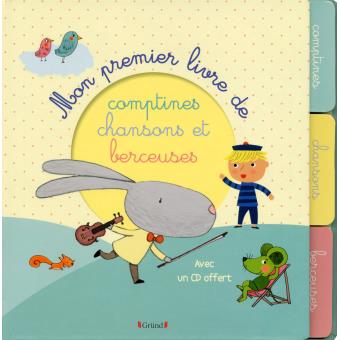 Mon premier livre de
comptines
chansons et
berceuses
Avec
un CD offert
Gründ
comptines
chansons
berceuses